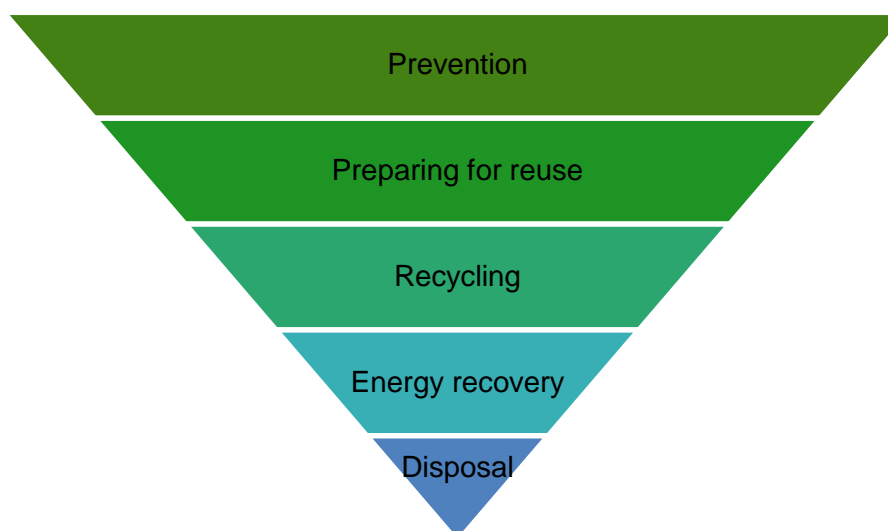 Prevention
Preparing for reuse
Recycling
Energy recovery
Disposal